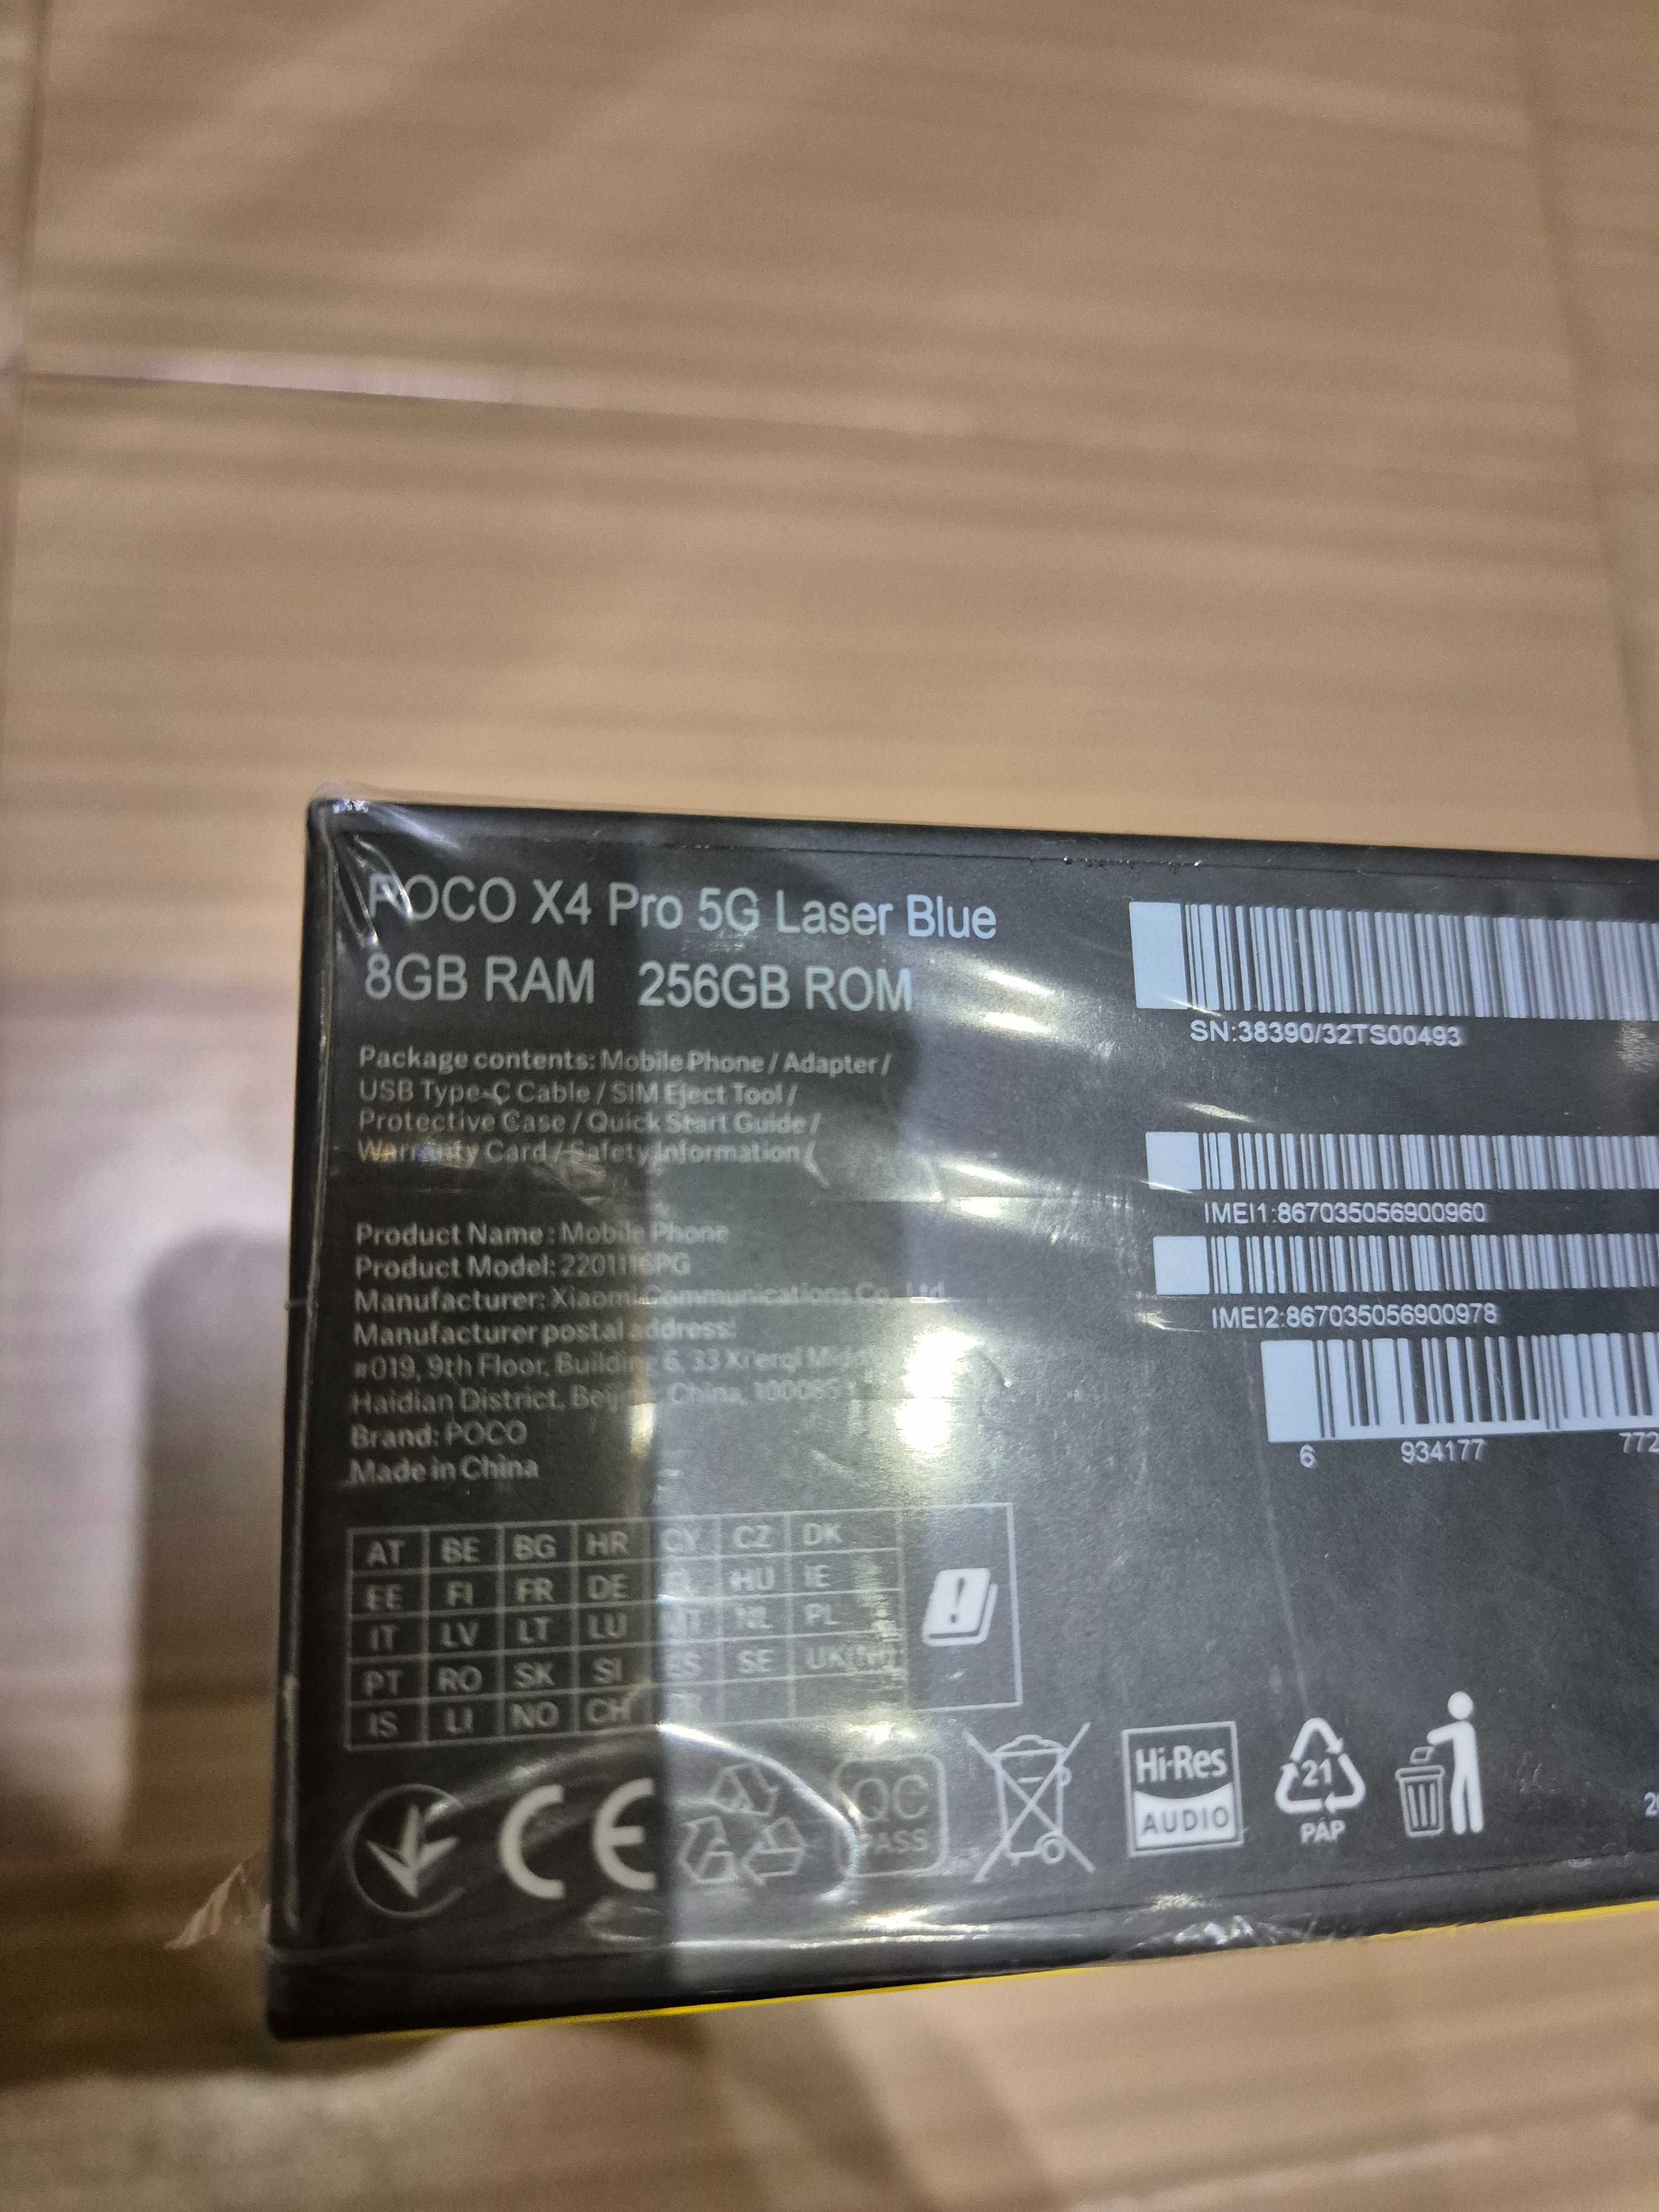 POCO X4 Pro 5G Laser Blue
8GB RAM 256GB ROM
Package contents: Mobile Phone / Adapter /
USB Type-C Cable / SIM Eject Tool /
Protective Case / Quick Start Guide /
Warranty Card / Safety Information
Product Name: Mobile Phone
Product Model: 2201116PG
Manufacturer: Xiaomi Communications Co., Ltd.
Manufacturer postal address:
#019, 9th Floor, Building 6, 33 Xi'erqi
Haidian District, Beijing, China, 100085
Brand: POCO
Made in China
SN:38390/32TS00493
IMEI1:867035056900960
IMEI2:867035056900978
6 934177 772
AT BE BG HR CY CZ DK
EE FI FR DE EL HU IE
IT LV LT LU MT NL PL
PT RO SK SI ES SE UK(NI)
IS LI NO CH TR
CE
QC
PASS
Hi-Res
AUDIO
21
PAP